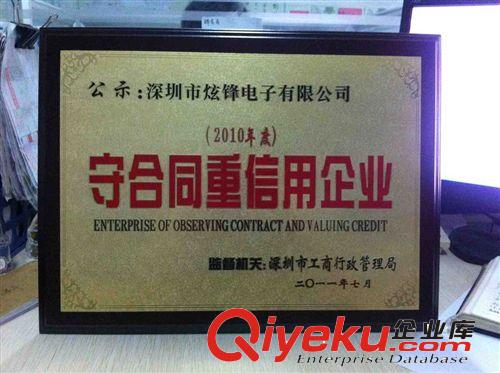 公示:深圳市炫锋电子有限公司
(2010年度)
守合同重信用企业
ENTERPRISE OF OBSERVING CONTRACT AND VALUING CREDIT
监督机关:深圳市工商行政管理局
二〇一一年七月
Qiyeku.com 企业库
Enterprise Database